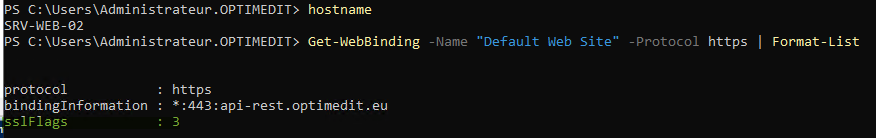 PS C:\Users\Administrateur.OPTIMEDIT> hostname
SRV-WEB-02
PS C:\Users\Administrateur.OPTIMEDIT> Get-WebBinding -Name "Default Web Site" -Protocol https | Format-List
protocol : https
bindingInformation : *:443:api-rest.optimedit.eu
sslFlags : 3